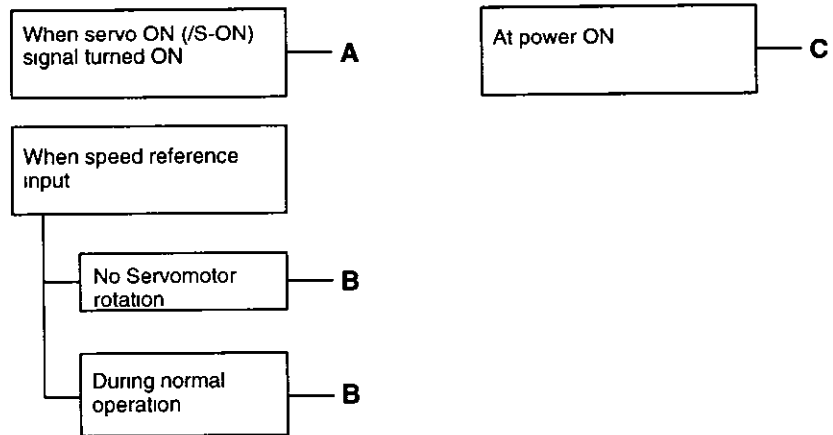 When servo ON (/S-ON)
signal turned ON
A
At power ON
C
When speed reference
input
No Servomotor
rotation
B
During normal
operation
B